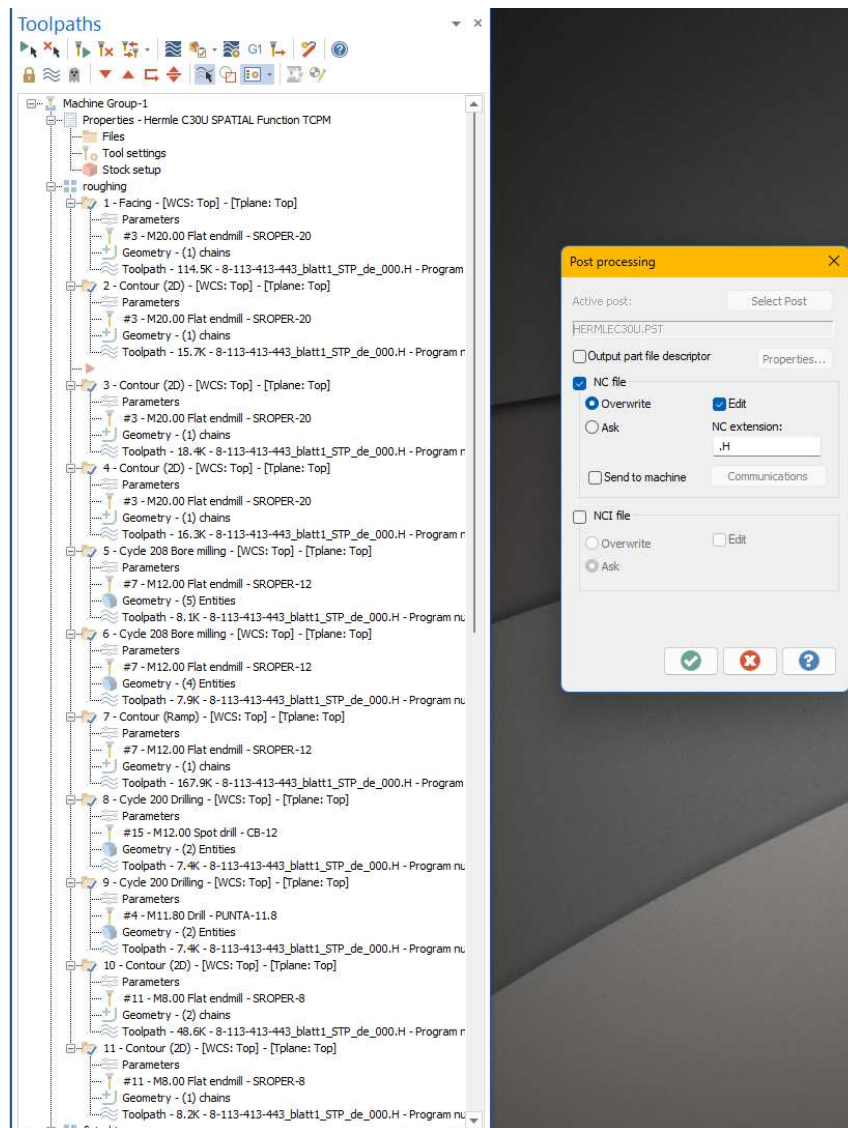 Toolpaths
G1
Machine Group-1
Properties - Hermle C30U SPATIAL Function TCPM
Files
Tool settings
Stock setup
roughing
1 - Facing - [WCS: Top] - [Tplane: Top]
Parameters
#3 - M20.00 Flat endmill - SROPER-20
Geometry - (1) chains
Toolpath - 114.5K - 8-113-413-443_blatt1_STP_de_000.H - Program
2 - Contour (2D) - [WCS: Top] - [Tplane: Top]
Parameters
#3 - M20.00 Flat endmill - SROPER-20
Geometry - (1) chains
Toolpath - 15.7K - 8-113-413-443_blatt1_STP_de_000.H - Program n
3 - Contour (2D) - [WCS: Top] - [Tplane: Top]
Parameters
#3 - M20.00 Flat endmill - SROPER-20
Geometry - (1) chains
Toolpath - 18.4K - 8-113-413-443_blatt1_STP_de_000.H - Program n
4 - Contour (2D) - [WCS: Top] - [Tplane: Top]
Parameters
#3 - M20.00 Flat endmill - SROPER-20
Geometry - (1) chains
Toolpath - 16.3K - 8-113-413-443_blatt1_STP_de_000.H - Program n
5 - Cycle 208 Bore milling - [WCS: Top] - [Tplane: Top]
Parameters
#7 - M12.00 Flat endmill - SROPER-12
Geometry - (5) Entities
Toolpath - 8.1K - 8-113-413-443_blatt1_STP_de_000.H - Program nu
6 - Cycle 208 Bore milling - [WCS: Top] - [Tplane: Top]
Parameters
#7 - M12.00 Flat endmill - SROPER-12
Geometry - (4) Entities
Toolpath - 7.9K - 8-113-413-443_blatt1_STP_de_000.H - Program nu
7 - Contour (Ramp) - [WCS: Top] - [Tplane: Top]
Parameters
#7 - M12.00 Flat endmill - SROPER-12
Geometry - (1) chains
Toolpath - 167.9K - 8-113-413-443_blatt1_STP_de_000.H - Program
8 - Cycle 200 Drilling - [WCS: Top] - [Tplane: Top]
Parameters
#15 - M12.00 Spot drill - CB-12
Geometry - (2) Entities
Toolpath - 7.4K - 8-113-413-443_blatt1_STP_de_000.H - Program nu
9 - Cycle 200 Drilling - [WCS: Top] - [Tplane: Top]
Parameters
#4 - M11.80 Drill - PUNTA-11.8
Geometry - (2) Entities
Toolpath - 7.4K - 8-113-413-443_blatt1_STP_de_000.H - Program nu
10 - Contour (2D) - [WCS: Top] - [Tplane: Top]
Parameters
#11 - M8.00 Flat endmill - SROPER-8
Geometry - (2) chains
Toolpath - 48.6K - 8-113-413-443_blatt1_STP_de_000.H - Program n
11 - Contour (2D) - [WCS: Top] - [Tplane: Top]
Parameters
#11 - M8.00 Flat endmill - SROPER-8
Geometry - (1) chains
Toolpath - 8.2K - 8-113-413-443_blatt1_STP_de_000.H - Program nu
Post processing
Active post:
Select Post
HERMLEC30U.PST
Output part file descriptor
Properties...
NC file
Overwrite
Edit
Ask
NC extension:
.H
Send to machine
Communications
NCI file
Overwrite
Edit
Ask